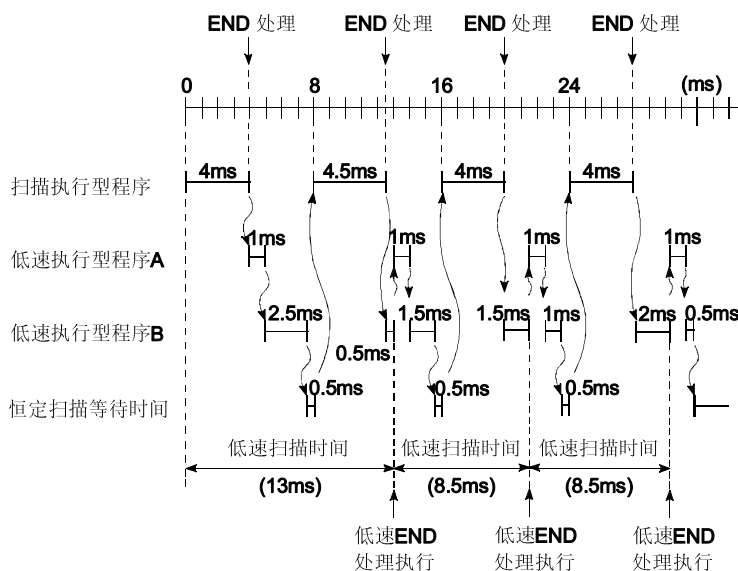 END 处理 END 处理 END 处理 END 处理
0 8 16 24 (ms)
4ms 4.5ms 4ms 4ms
扫描执行型程序
1ms 1ms 1ms 1ms
低速执行型程序A
2.5ms 1.5ms 1.5ms 1ms 2ms 0.5ms
低速执行型程序B
0.5ms
0.5ms 0.5ms 0.5ms
恒定扫描等待时间
低速扫描时间 低速扫描时间 低速扫描时间
(13ms) (8.5ms) (8.5ms)
低速END 低速END 低速END
处理执行 处理执行 处理执行